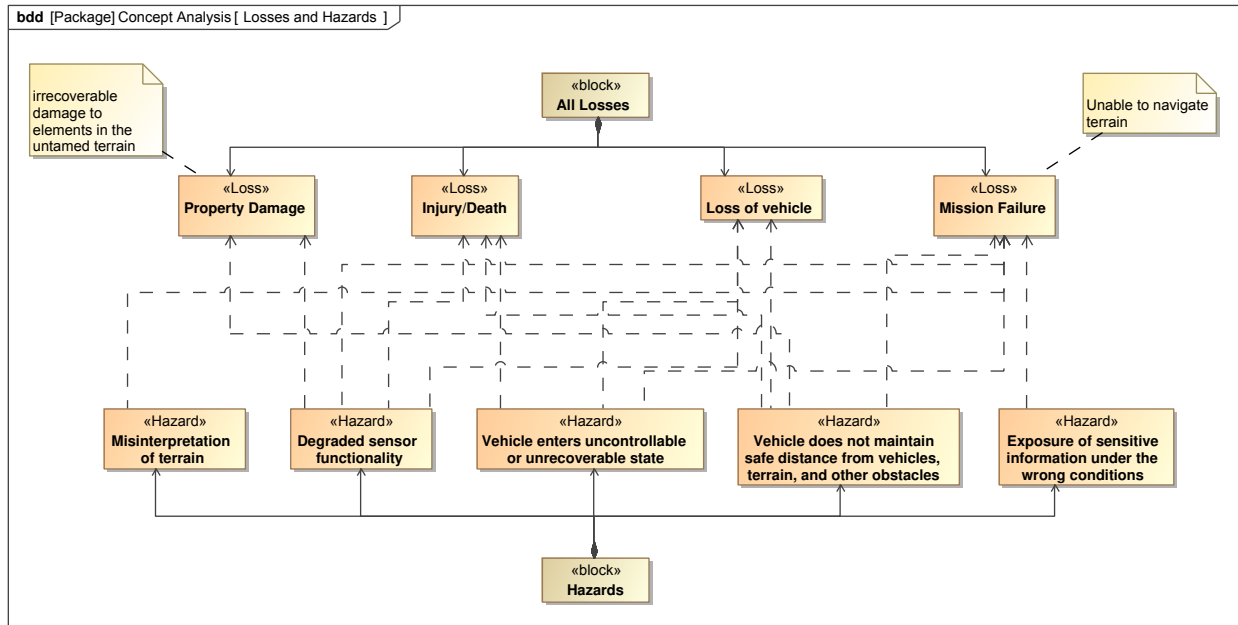 bdd [Package] Concept Analysis [ Losses and Hazards ]
irrecoverable
damage to
elements in the
untamed terrain
«block»
All Losses
Unable to navigate
terrain
«Loss»
Property Damage
«Loss»
Injury/Death
«Loss»
Loss of vehicle
«Loss»
Mission Failure
«Hazard»
Misinterpretation
of terrain
«Hazard»
Degraded sensor
functionality
«Hazard»
Vehicle enters uncontrollable
or unrecoverable state
«Hazard»
Vehicle does not maintain
safe distance from vehicles,
terrain, and other obstacles
«Hazard»
Exposure of sensitive
information under the
wrong conditions
«block»
Hazards